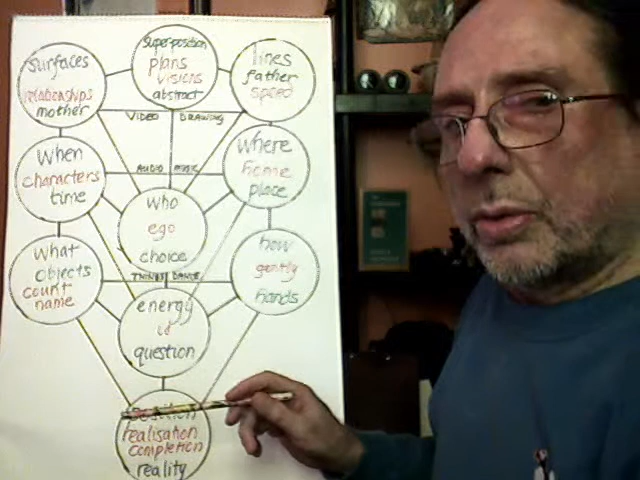 superposition
plans
visions
abstract
surfaces
relationships
mother
lines
father
speed
VIDEO DRAWING
When
characters
time
AUDIO MUSIC
where
home
place
who
ego
choice
what
objects
count
name
THINGS DANCE
how
gently
hands
energy
id
question
position
realisation
completion
reality